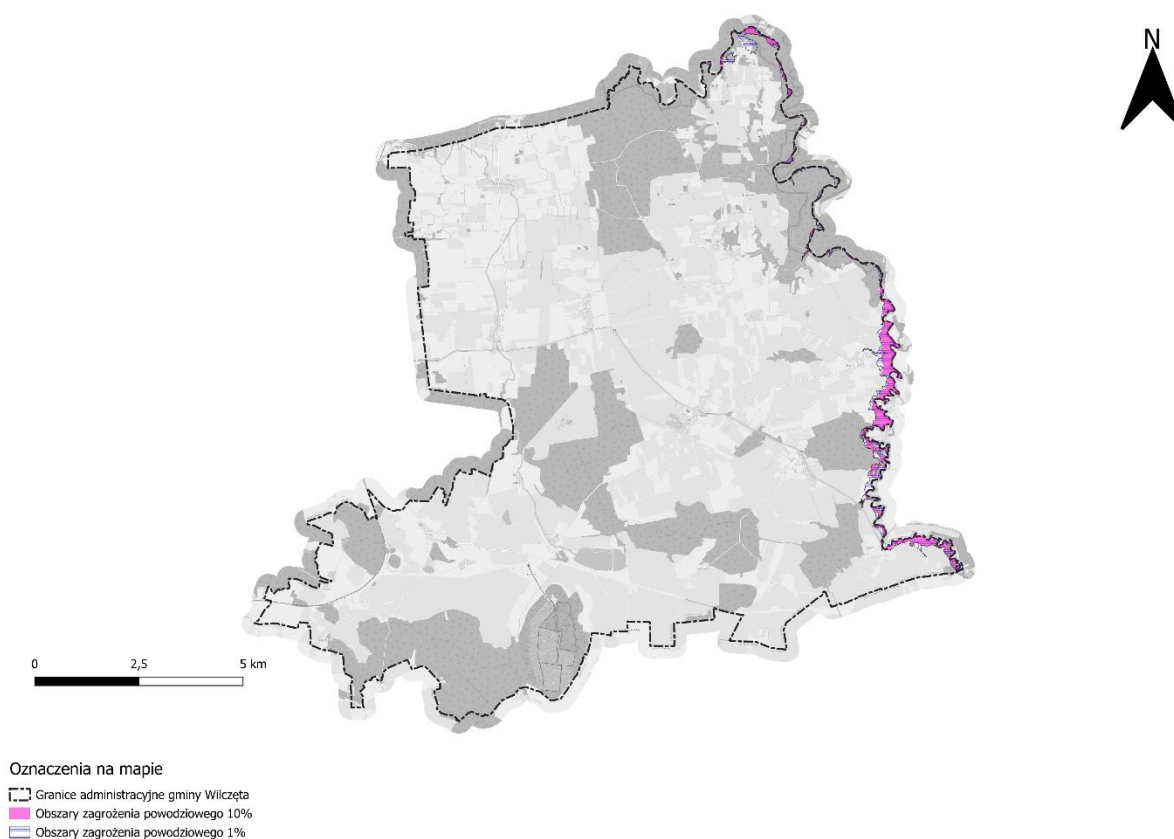 N
0 2,5 5 km
Oznaczenia na mapie
Granice administracyjne gminy Wilczęta
Obszary zagrożenia powodziowego 10%
Obszary zagrożenia powodziowego 1%